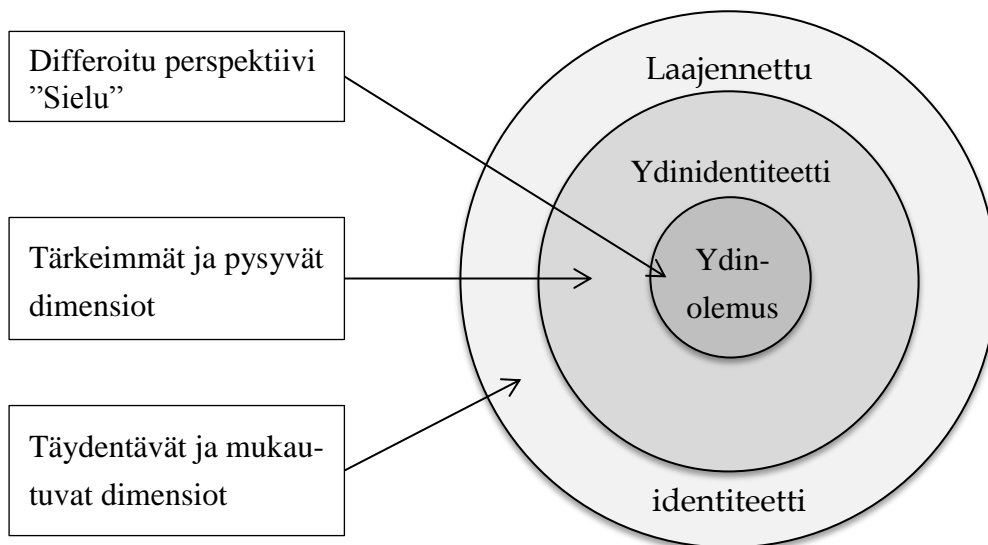 Differoitu perspektiivi
”Sielu”
Tärkeimmät ja pysyvät
dimensiot
Täydentävät ja mukau-
tuvat dimensiot
Laajennettu
Ydinidentiteetti
Ydin-
olemus
identiteetti